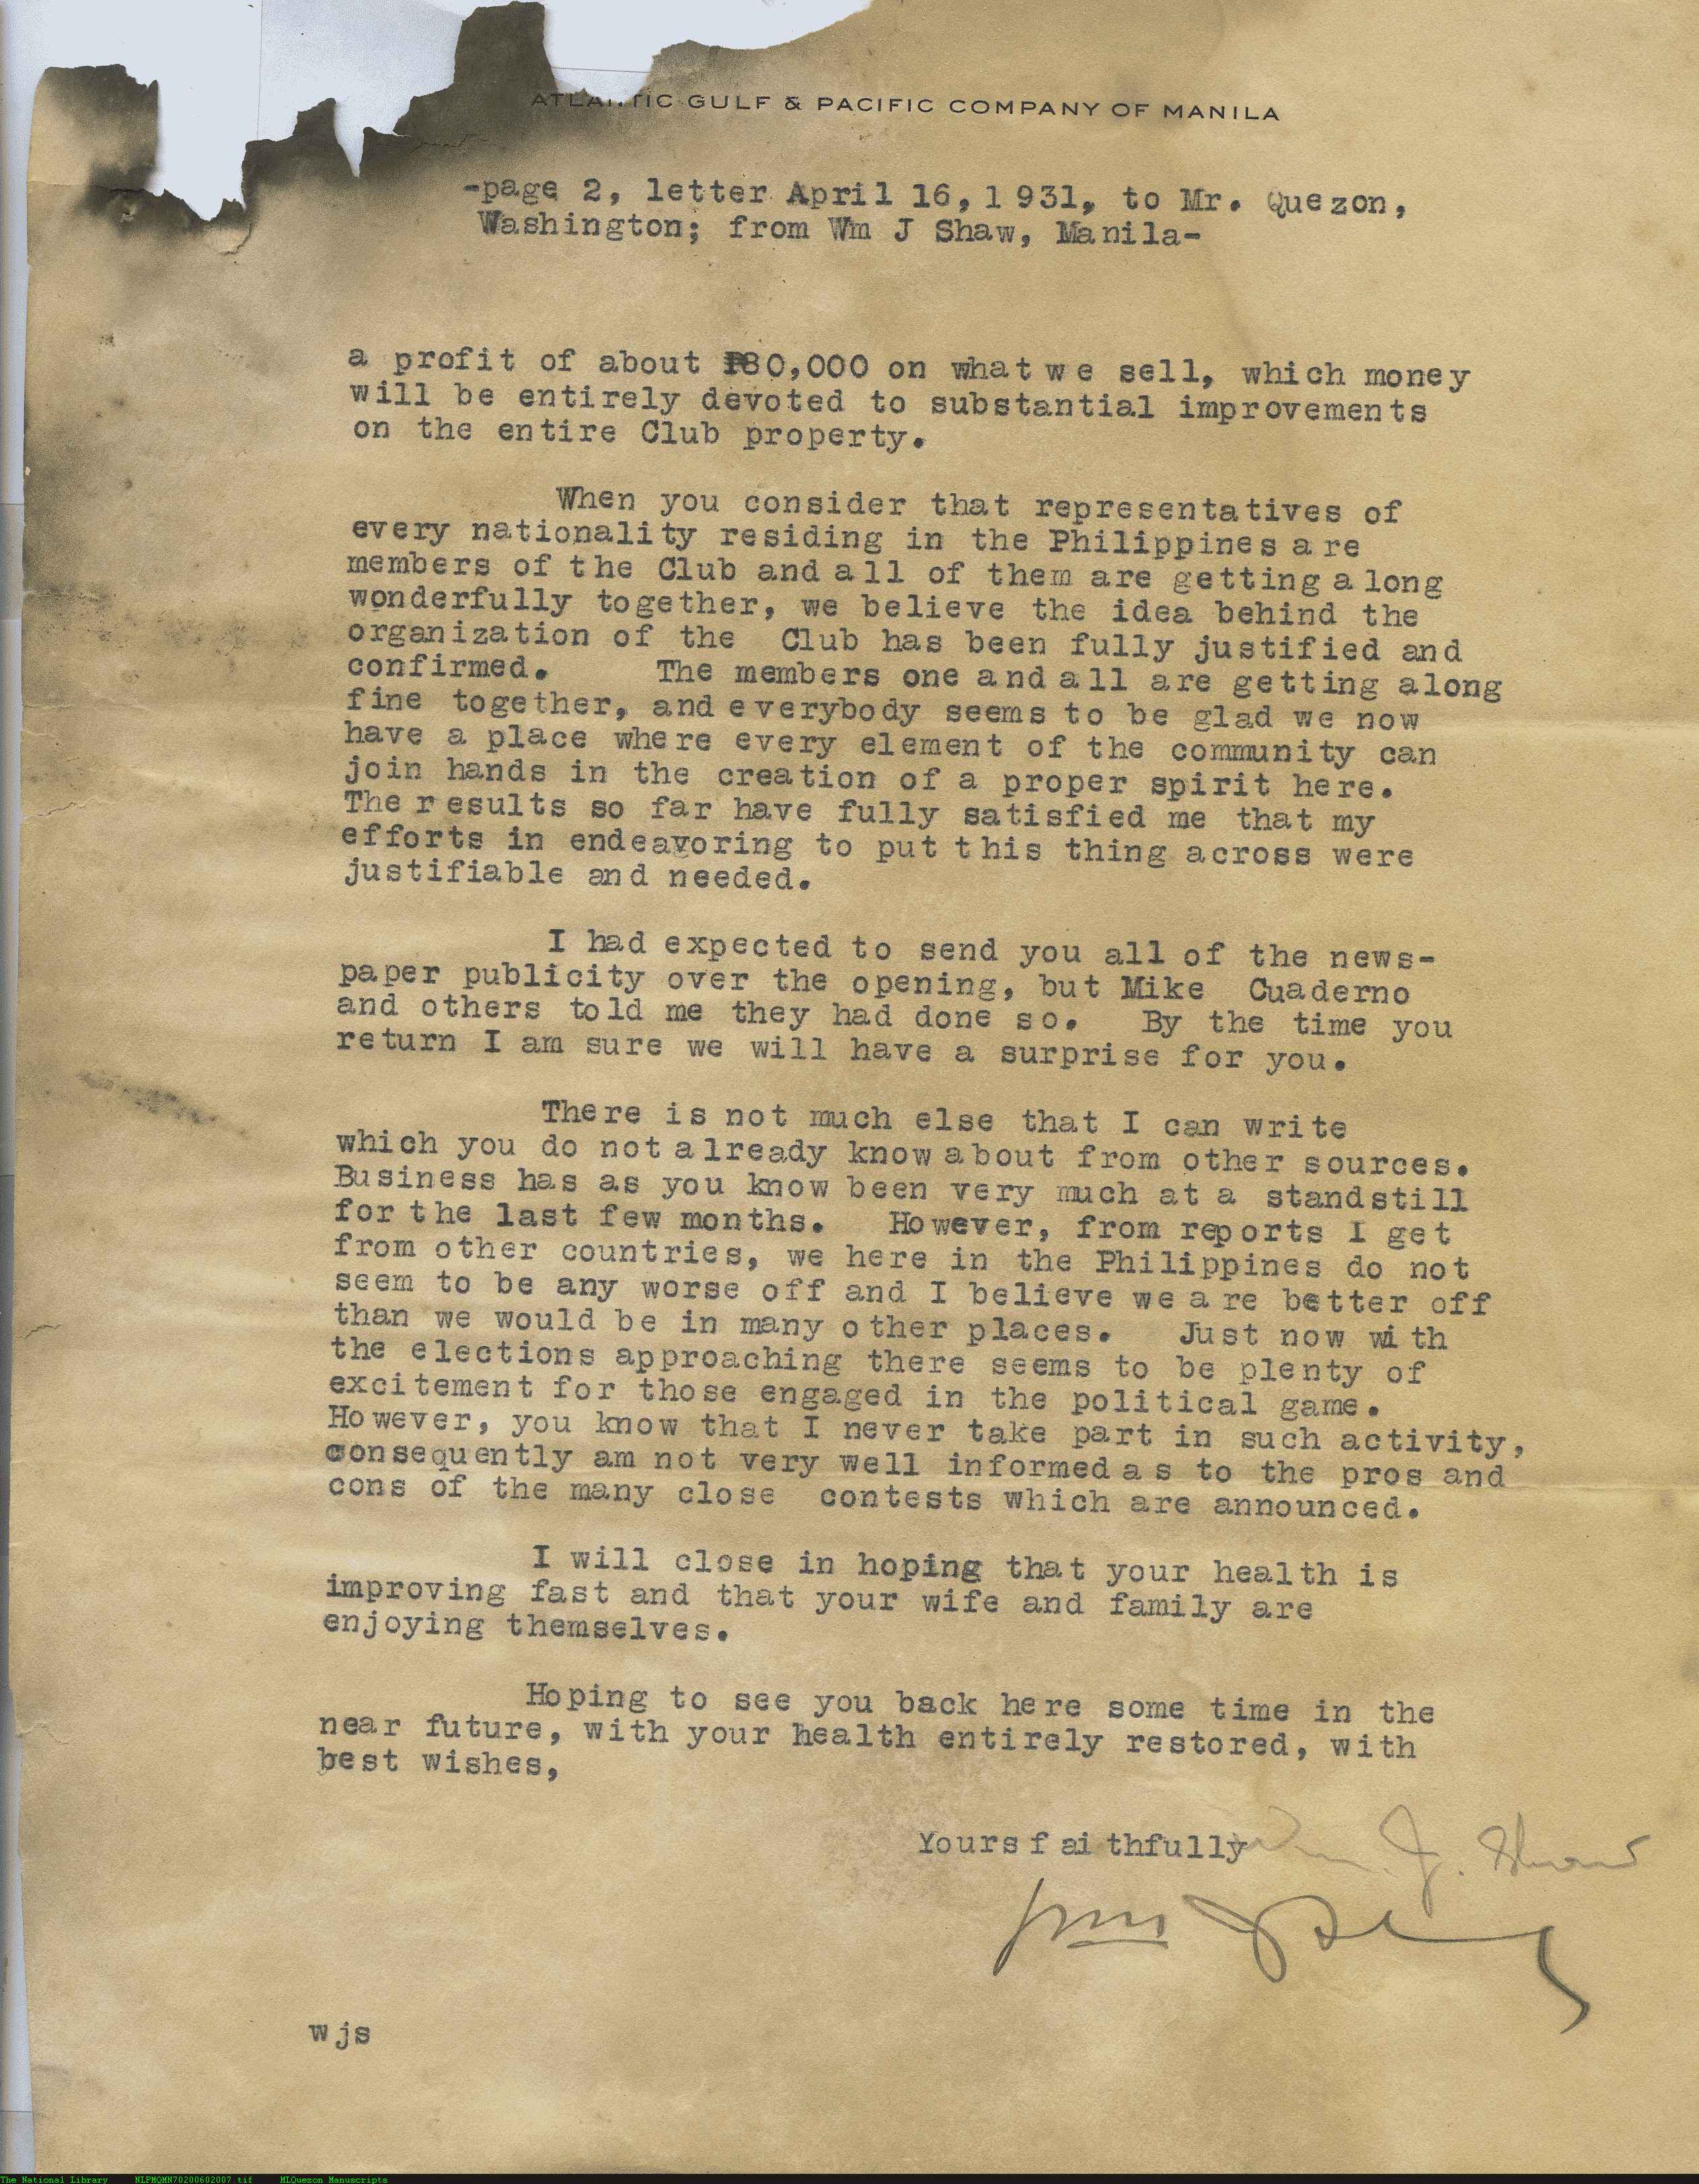 ATLANTIC GULF & PACIFIC COMPANY OF MANILA
-page 2, letter April 16, 1931, to Mr. Quezon,
Washington; from Wm J Shaw, Manila-
a profit of about ₱80,000 on what we sell, which money
will be entirely devoted to substantial improvements
on the entire Club property.
When you consider that representatives of
every nationality residing in the Philippines are
members of the Club and all of them are getting along
wonderfully together, we believe the idea behind the
organization of the Club has been fully justified and
confirmed. The members one and all are getting along
fine together, and everybody seems to be glad we now
have a place where every element of the community can
join hands in the creation of a proper spirit here.
The results so far have fully satisfied me that my
efforts in endeavoring to put this thing across were
justifiable and needed.
I had expected to send you all of the news-
paper publicity over the opening, but Mike Cuaderno
and others told me they had done so. By the time you
return I am sure we will have a surprise for you.
There is not much else that I can write
which you do not already know about from other sources.
Business has as you know been very much at a standstill
for the last few months. However, from reports I get
from other countries, we here in the Philippines do not
seem to be any worse off and I believe we are better off
than we would be in many other places. Just now with
the elections approaching there seems to be plenty of
excitement for those engaged in the political game.
However, you know that I never take part in such activity,
consequently am not very well informed as to the pros and
cons of the many close contests which are announced.
I will close in hoping that your health is
improving fast and that your wife and family are
enjoying themselves.
Hoping to see you back here some time in the
near future, with your health entirely restored, with
best wishes,
Yours faithfully
Wm. J. Shaw
Wm J Shaw
wjs
The National Library NLPMQMN70200602007.tif MLQuezon Manuscripts